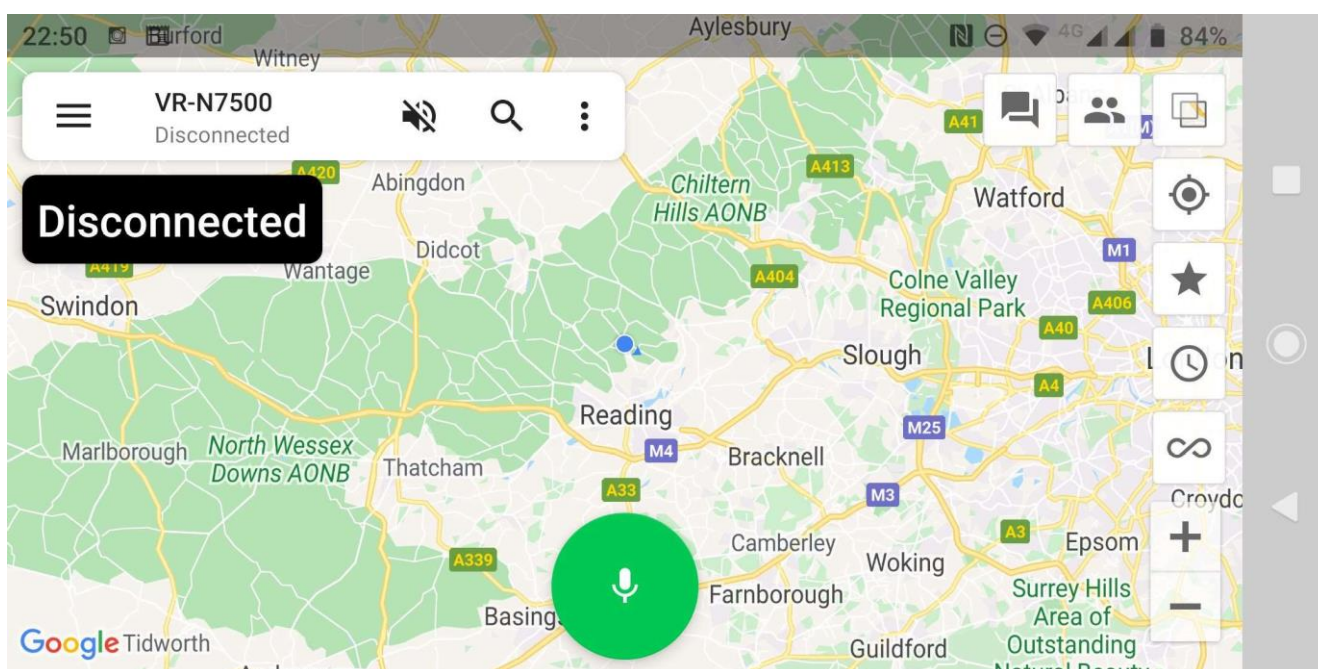 22:50
4G
84%
Burford
Witney
Aylesbury
VR-N7500
Disconnected
Disconnected
A420
Abingdon
A413
A41
Chiltern
Hills AONB
Watford
Didcot
M1
A419
Wantage
A404
Colne Valley
Regional Park
A406
Swindon
A40
Slough
A4
Reading
M25
Marlborough
North Wessex
Downs AONB
Thatcham
M4
Bracknell
A33
M3
Croydo
Camberley
A3
Epsom
A339
Woking
Farnborough
Surrey Hills
Area of
Outstanding
Natural Beauty
Basing
Google
Tidworth
Guildford